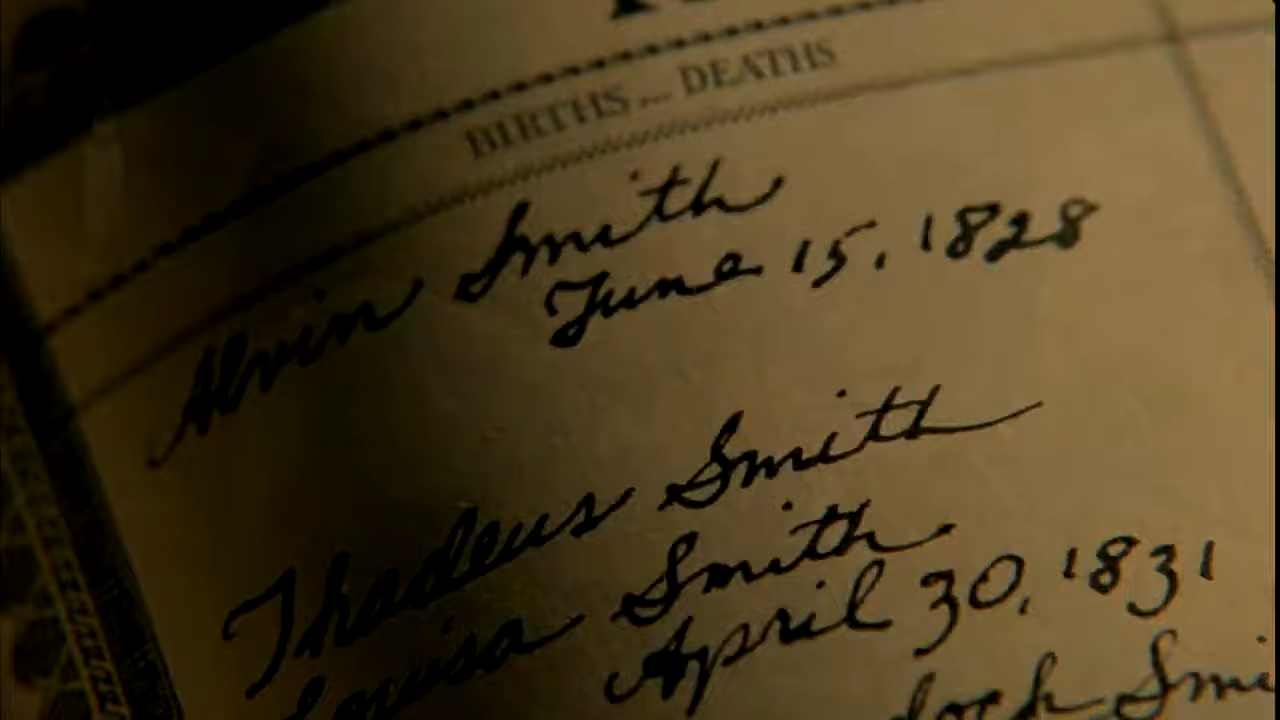 BIRTHS ... DEATHS
Alvin Smith
June 15, 1828
Thadeus Smith
Louisa Smith
April 30, 1831